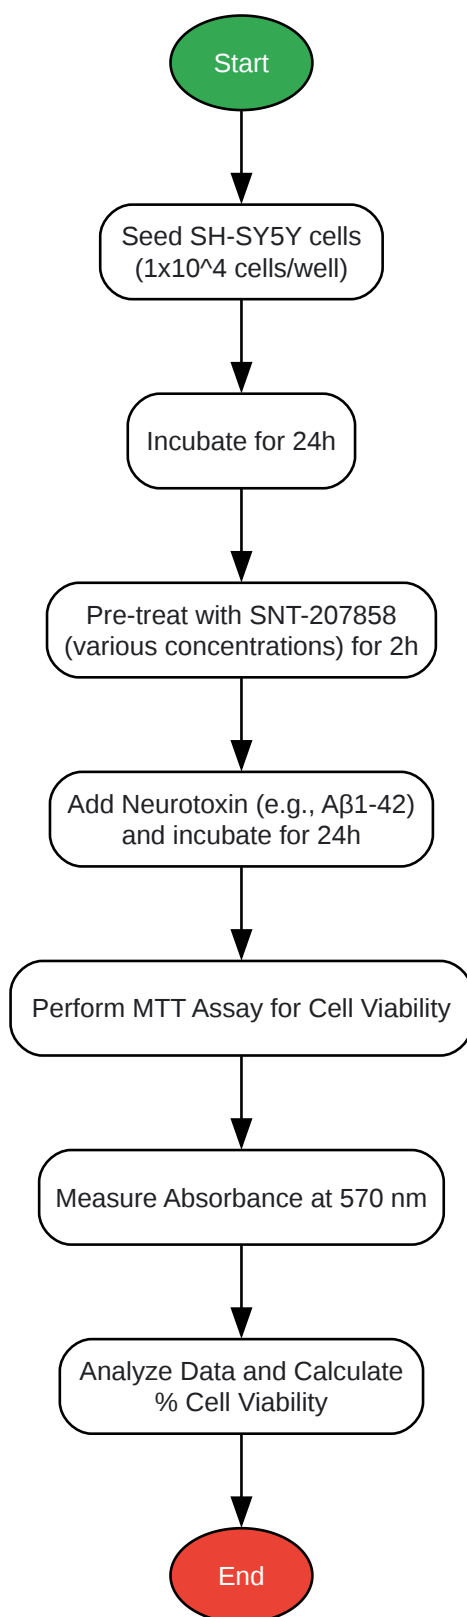 Start
Seed SH-SY5Y cells
(1x10^4 cells/well)
Incubate for 24h
Pre-treat with SNT-207858
(various concentrations) for 2h
Add Neurotoxin (e.g., Aβ1-42)
and incubate for 24h
Perform MTT Assay for Cell Viability
Measure Absorbance at 570 nm
Analyze Data and Calculate
% Cell Viability
End